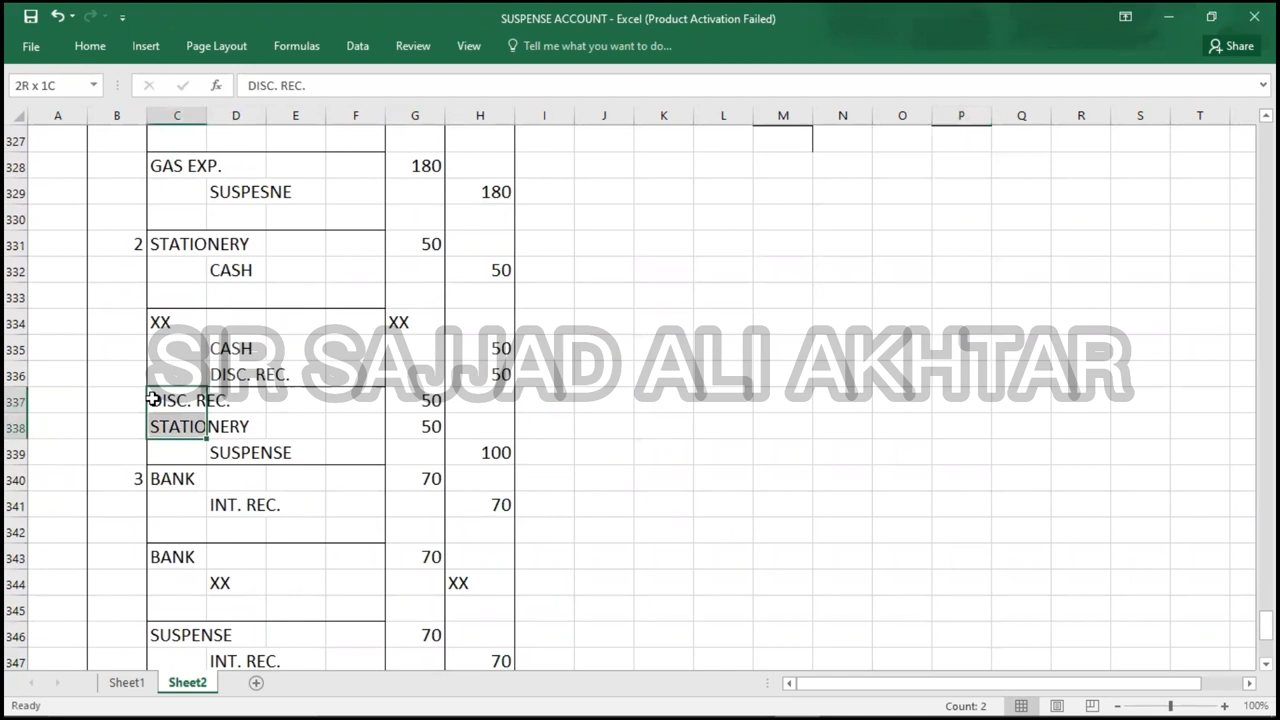 SUSPENSE ACCOUNT - Excel (Product Activation Failed)
File Home Insert Page Layout Formulas Data Review View Tell me what you want to do... Share
2R x 1C DISC. REC.
A B C D E F G H I J K L M N O P Q R S T
327
328 GAS EXP. 180
329 SUSPESNE 180
330
331 2 STATIONERY 50
332 CASH 50
333
334 XX XX
335 CASH 50
336 DISC. REC. 50
SIR SAJJAD ALI AKHTAR
337 DISC. REC. 50
338 STATIONERY 50
339 SUSPENSE 100
340 3 BANK 70
341 INT. REC. 70
342
343 BANK 70
344 XX XX
345
346 SUSPENSE 70
347 INT. REC. 70
Sheet1 Sheet2
Ready Count: 2 100%